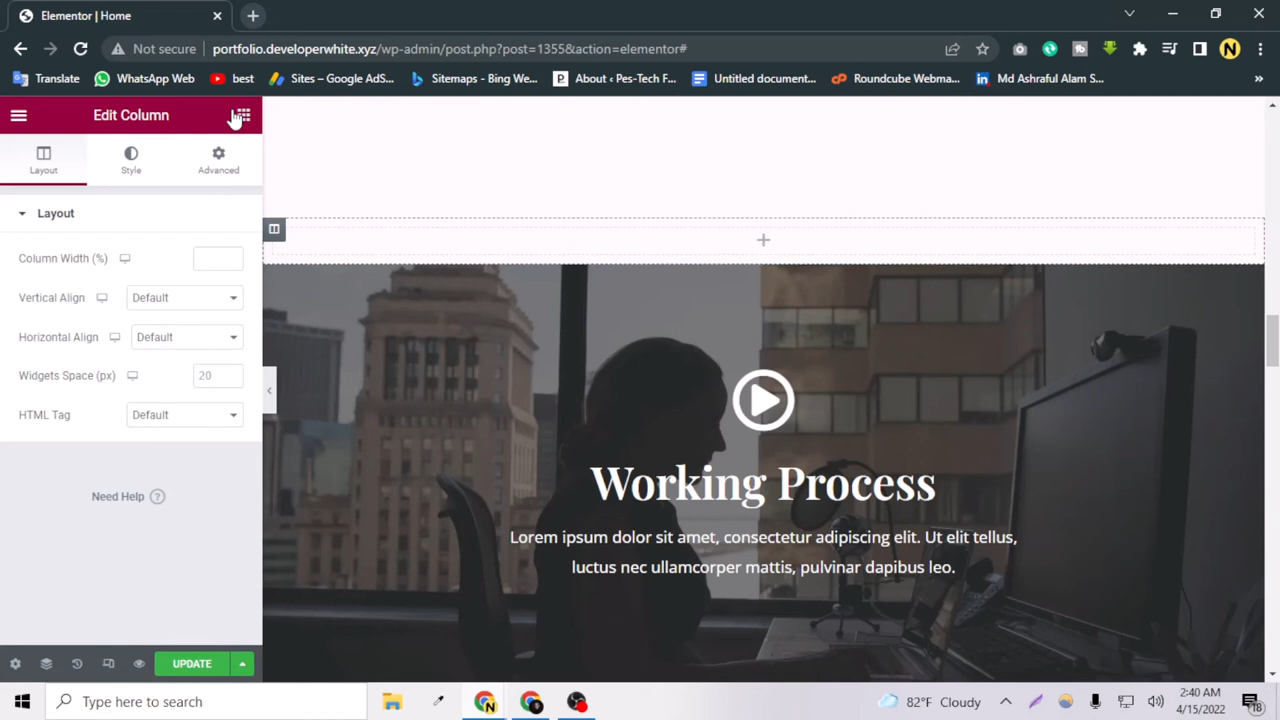 Elementor | Home
Not secure
portfolio.developerwhite.xyz/wp-admin/post.php?post=1355&action=elementor#
N
Translate
WhatsApp Web
best
Sites – Google AdS...
Sitemaps - Bing We...
About ‹ Pes-Tech F...
Untitled document...
Roundcube Webma...
Md Ashraful Alam S...
»
Edit Column
Layout
Style
Advanced
Layout
Column Width (%)
Vertical Align
Default
Horizontal Align
Default
Widgets Space (px)
20
HTML Tag
Default
Need Help ?
UPDATE
Working Process
Lorem ipsum dolor sit amet, consectetur adipiscing elit. Ut elit tellus,
luctus nec ullamcorper mattis, pulvinar dapibus leo.
Type here to search
82°F Cloudy
2:40 AM
4/15/2022
18